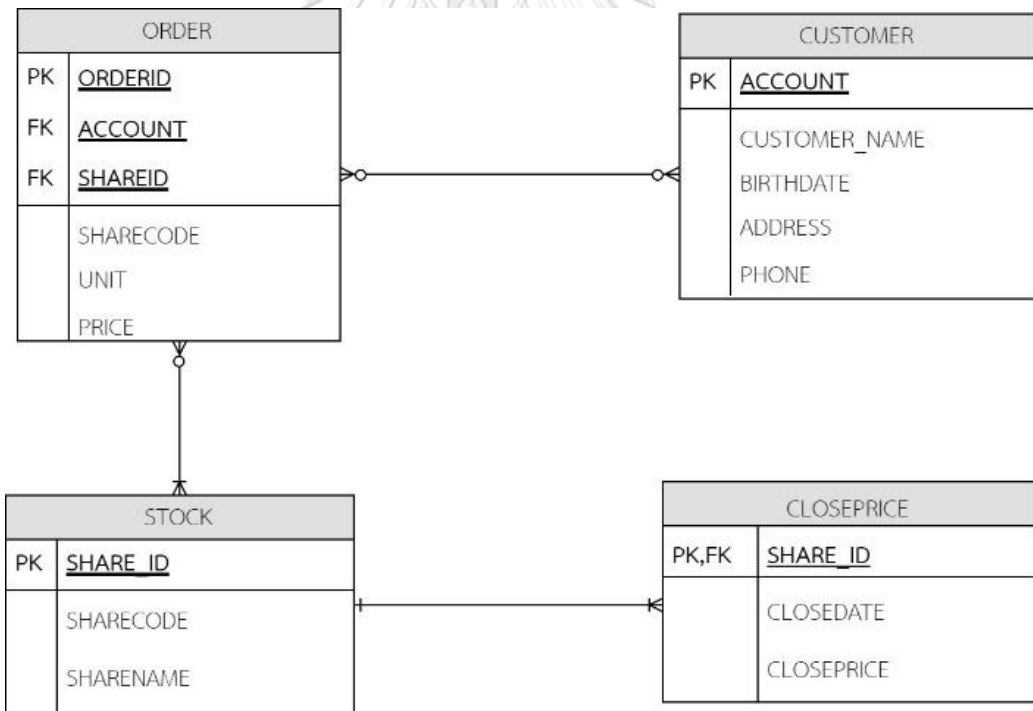 ORDER
PK ORDERID
FK ACCOUNT
FK SHAREID
SHARECODE
UNIT
PRICE
CUSTOMER
PK ACCOUNT
CUSTOMER_NAME
BIRTHDATE
ADDRESS
PHONE
STOCK
PK SHARE_ID
SHARECODE
SHARENAME
CLOSEPRICE
PK,FK SHARE_ID
CLOSEDATE
CLOSEPRICE